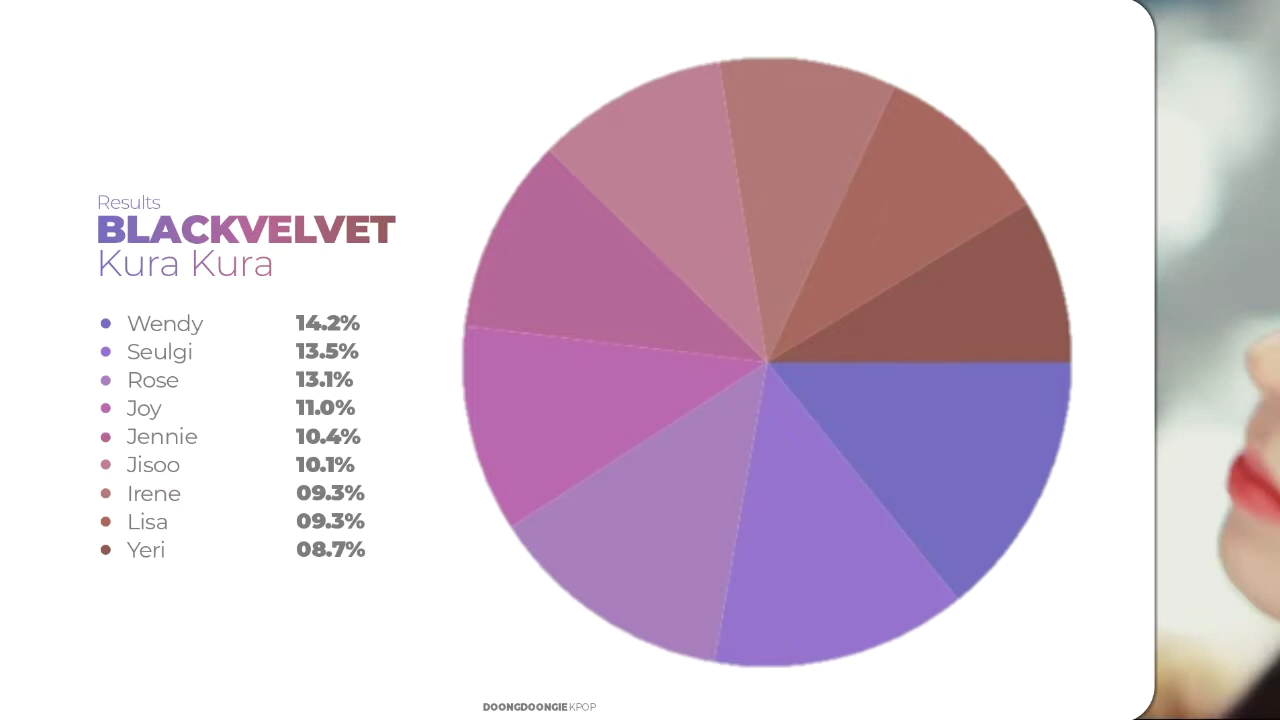 Results
BLACKVELVET
Kura Kura
Wendy 14.2%
Seulgi 13.5%
Rose 13.1%
Joy 11.0%
Jennie 10.4%
Jisoo 10.1%
Irene 09.3%
Lisa 09.3%
Yeri 08.7%
DOONGDOONGIE KPOP